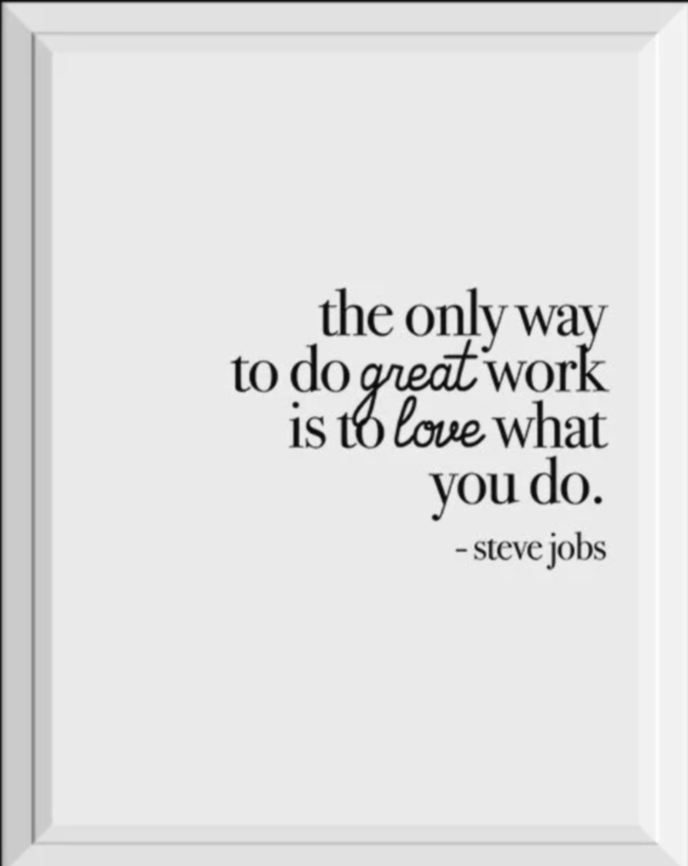 the only way
to do great work
is to love what
you do.
- steve jobs